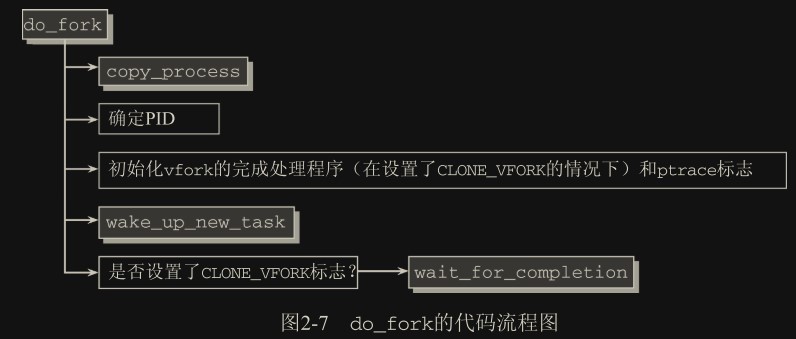 do_fork
copy_process
确定PID
初始化vfork的完成处理程序（在设置了CLONE_VFORK的情况下）和ptrace标志
wake_up_new_task
是否设置了CLONE_VFORK标志?
wait_for_completion
图2-7 do_fork的代码流程图